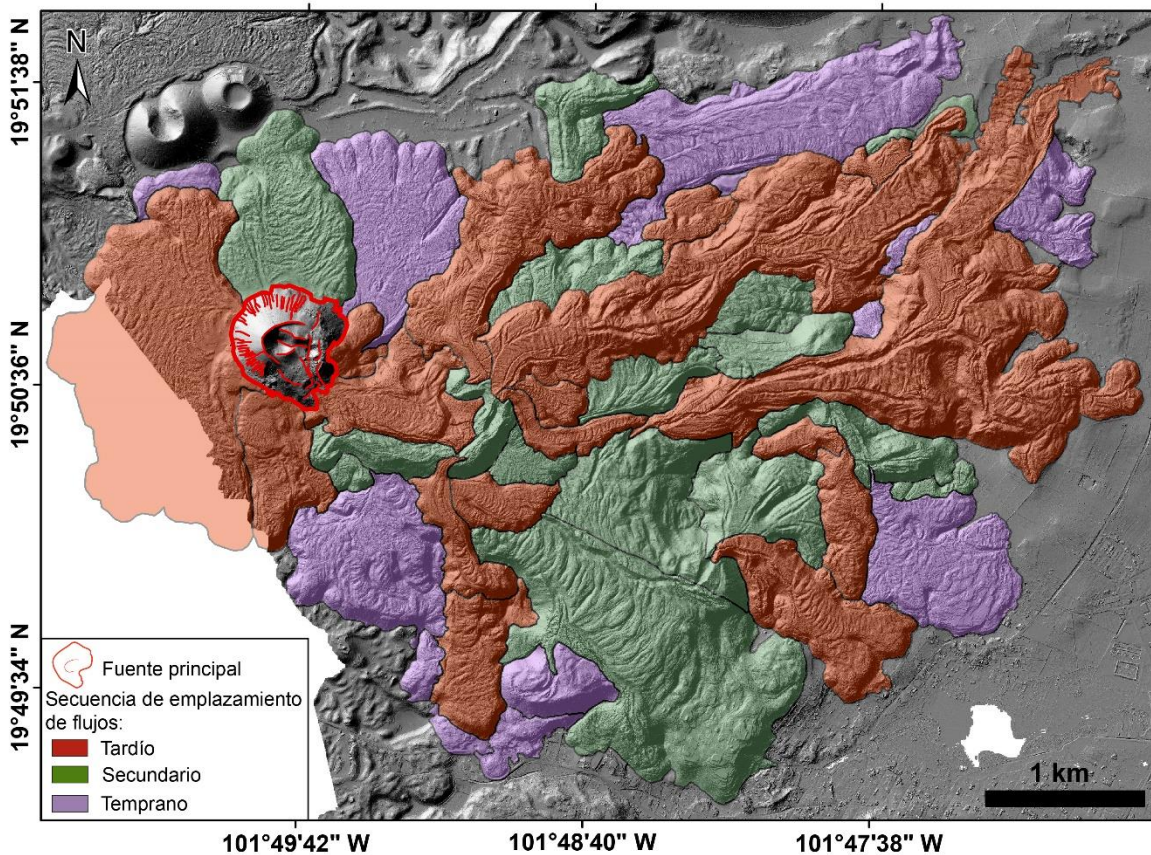 N
19°51'38" N
19°50'36" N
19°49'34" N
Fuente principal
Secuencia de emplazamiento
de flujos:
Tardío
Secundario
Temprano
1 km
101°49'42" W
101°48'40" W
101°47'38" W